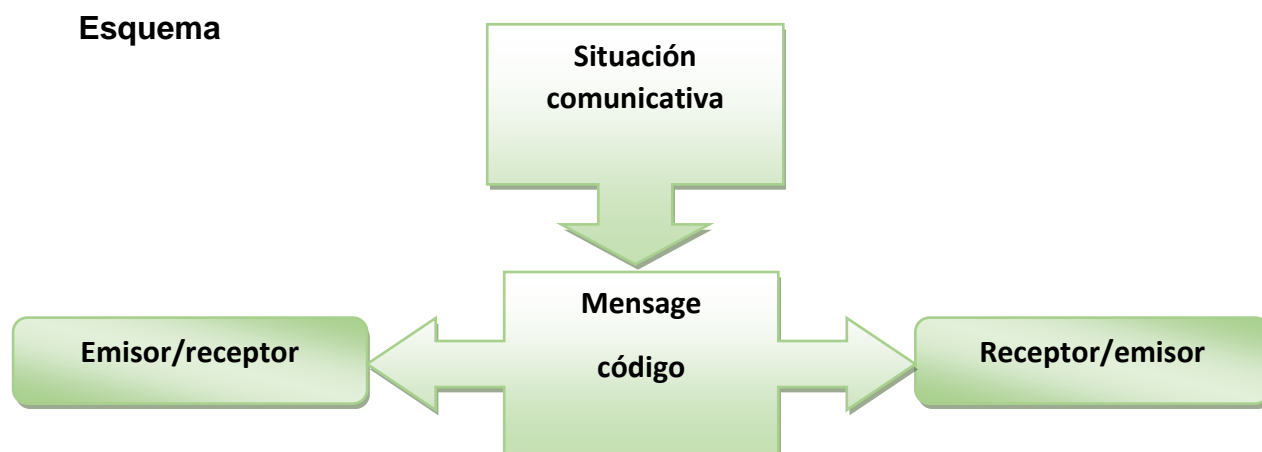 Esquema
Situación
comunicativa
Mensage
código
Emisor/receptor
Receptor/emisor